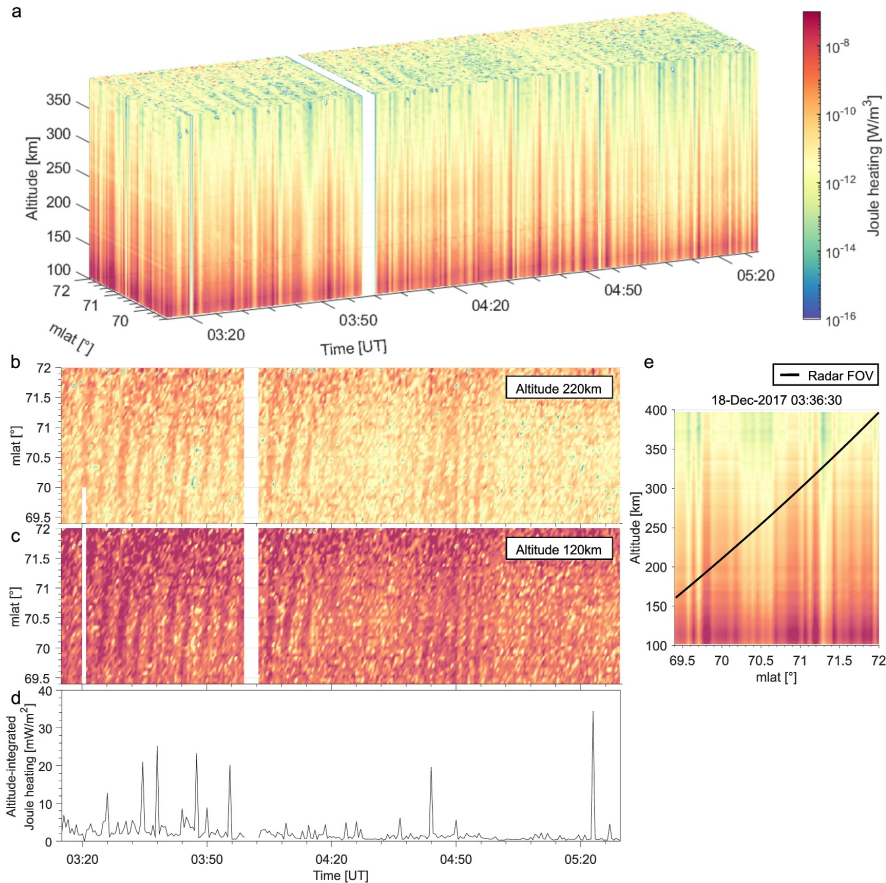 a
Altitude [km]
350
300
250
200
150
100
72
71
70
mlat [°]
03:20
03:50
04:20
04:50
05:20
Time [UT]
10-8
10-10
10-12
10-14
10-16
Joule heating [W/m3]
b
72
71.5
71
70.5
70
69.5
mlat [°]
Altitude 220km
c
72
71.5
71
70.5
70
69.5
mlat [°]
Altitude 120km
d
40
30
20
10
0
Altitude-integrated
Joule heating [mW/m2]
03:20
03:50
04:20
04:50
05:20
Time [UT]
e
Radar FOV
18-Dec-2017 03:36:30
400
350
300
250
200
150
100
Altitude [km]
69.5
70
70.5
71
71.5
72
mlat [°]